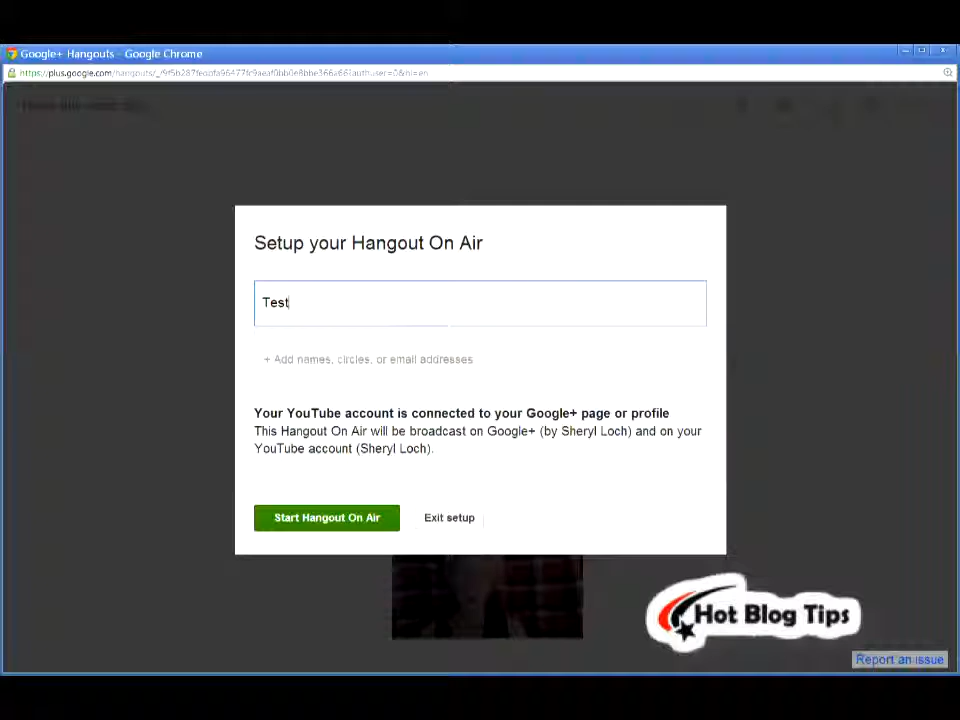 Google+ Hangouts - Google Chrome
Setup your Hangout On Air
Test
+ Add names, circles, or email addresses
Your YouTube account is connected to your Google+ page or profile
This Hangout On Air will be broadcast on Google+ (by Sheryl Loch) and on your
YouTube account (Sheryl Loch).
Start Hangout On Air Exit setup
Hot Blog Tips
Report an issue